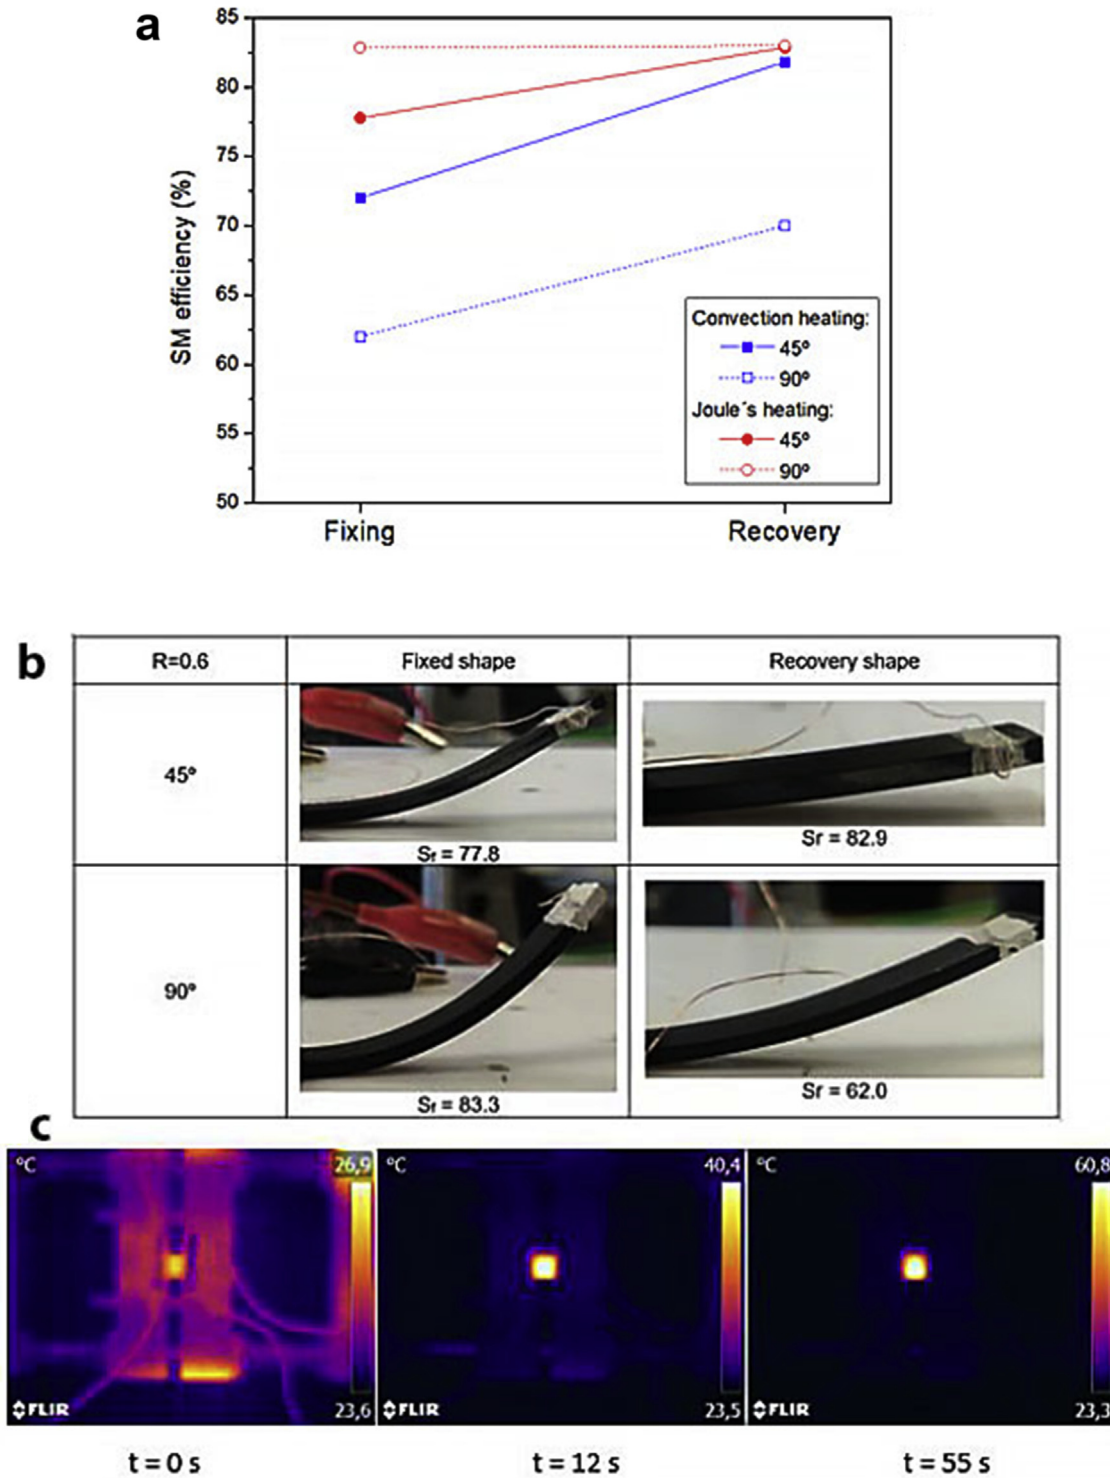 a
85
80
75
70
65
60
55
50
SM efficiency (%)
Fixing Recovery
Convection heating:
45º
90º
Joule´s heating:
45º
90º
b
R=0.6 Fixed shape Recovery shape
45º
Sf = 77.8 Sr = 82.9
90º
Sf = 83.3 Sr = 62.0
c
°C 26,9 °C 40,4 °C 60,8
FLIR 23,6 FLIR 23,5 FLIR 23,3
t = 0 s t = 12 s t = 55 s